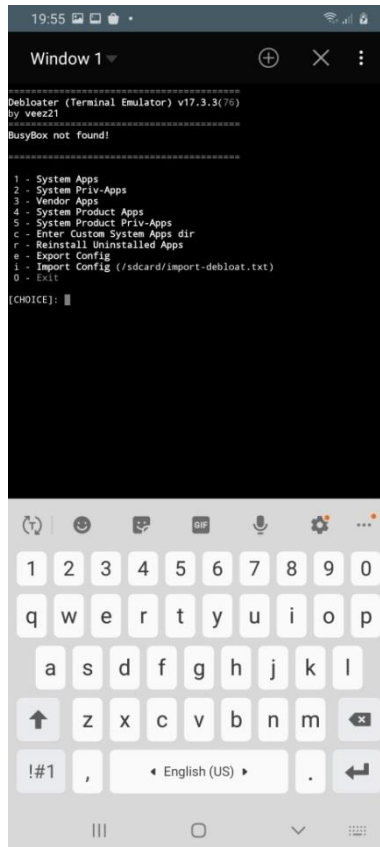 19:55
Window 1
Debloater (Terminal Emulator) v17.3.3(76)
by veez21
BusyBox not found!
1 - System Apps
2 - System Priv-Apps
3 - Vendor Apps
4 - System Product Apps
5 - System Product Priv-Apps
c - Enter Custom System Apps dir
r - Reinstall Uninstalled Apps
e - Export Config
i - Import Config (/sdcard/import-debloat.txt)
0 - Exit
[CHOICE]:
T GIF
1 2 3 4 5 6 7 8 9 0
q w e r t y u i o p
a s d f g h j k l
z x c v b n m
!#1 , English (US) .